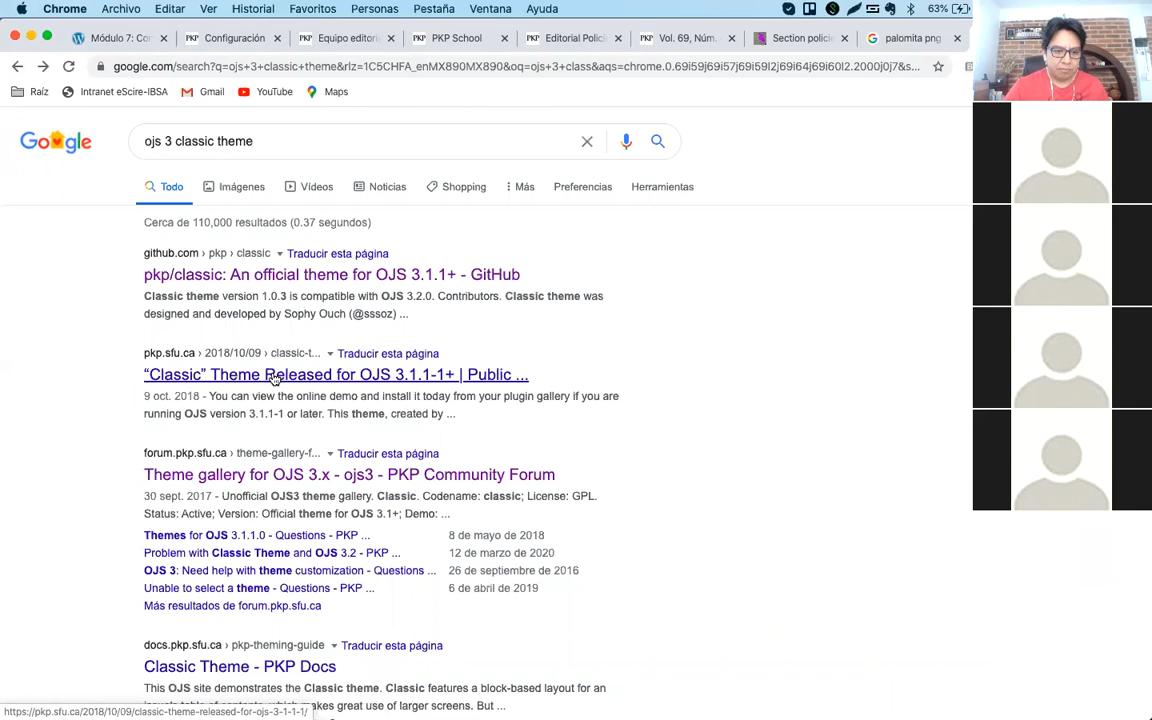 Chrome Archivo Editar Ver Historial Favoritos Personas Pestaña Ventana Ayuda 63%
Módulo 7: Co Configuración Equipo editori PKP School Editorial Polici Vol. 69, Núm. Section policie palomita png
google.com/search?q=ojs+3+classic+theme&rlz=1C5CHFA_enMX890MX890&oq=ojs+3+class&aqs=chrome.0.69i59j69i57j69i59l2j69i64j69i60l2.2000j0j7&s...
Raíz Intranet eScire-IBSA Gmail YouTube Maps
Google
ojs 3 classic theme
Todo Imágenes Vídeos Noticias Shopping Más Preferencias Herramientas
Cerca de 110,000 resultados (0.37 segundos)
github.com › pkp › classic Traducir esta página
pkp/classic: An official theme for OJS 3.1.1+ - GitHub
Classic theme version 1.0.3 is compatible with OJS 3.2.0. Contributors. Classic theme was
designed and developed by Sophy Ouch (@sssoz) ...
pkp.sfu.ca › 2018/10/09 › classic-t... Traducir esta página
“Classic” Theme Released for OJS 3.1.1-1+ | Public ...
9 oct. 2018 - You can view the online demo and install it today from your plugin gallery if you are
running OJS version 3.1.1-1 or later. This theme, created by ...
forum.pkp.sfu.ca › theme-gallery-f... Traducir esta página
Theme gallery for OJS 3.x - ojs3 - PKP Community Forum
30 sept. 2017 - Unofficial OJS3 theme gallery. Classic. Codename: classic; License: GPL.
Status: Active; Version: Official theme for OJS 3.1+; Demo: ...
Themes for OJS 3.1.1.0 - Questions - PKP ... 8 de mayo de 2018
Problem with Classic Theme and OJS 3.2 - PKP ... 12 de marzo de 2020
OJS 3: Need help with theme customization - Questions ... 26 de septiembre de 2016
Unable to select a theme - Questions - PKP ... 6 de abril de 2019
Más resultados de forum.pkp.sfu.ca
docs.pkp.sfu.ca › pkp-theming-guide Traducir esta página
Classic Theme - PKP Docs
This OJS site demonstrates the Classic theme. Classic features a block-based layout for an
makes great use of larger screens. But ...
https://pkp.sfu.ca/2018/10/09/classic-theme-released-for-ojs-3-1-1-1/